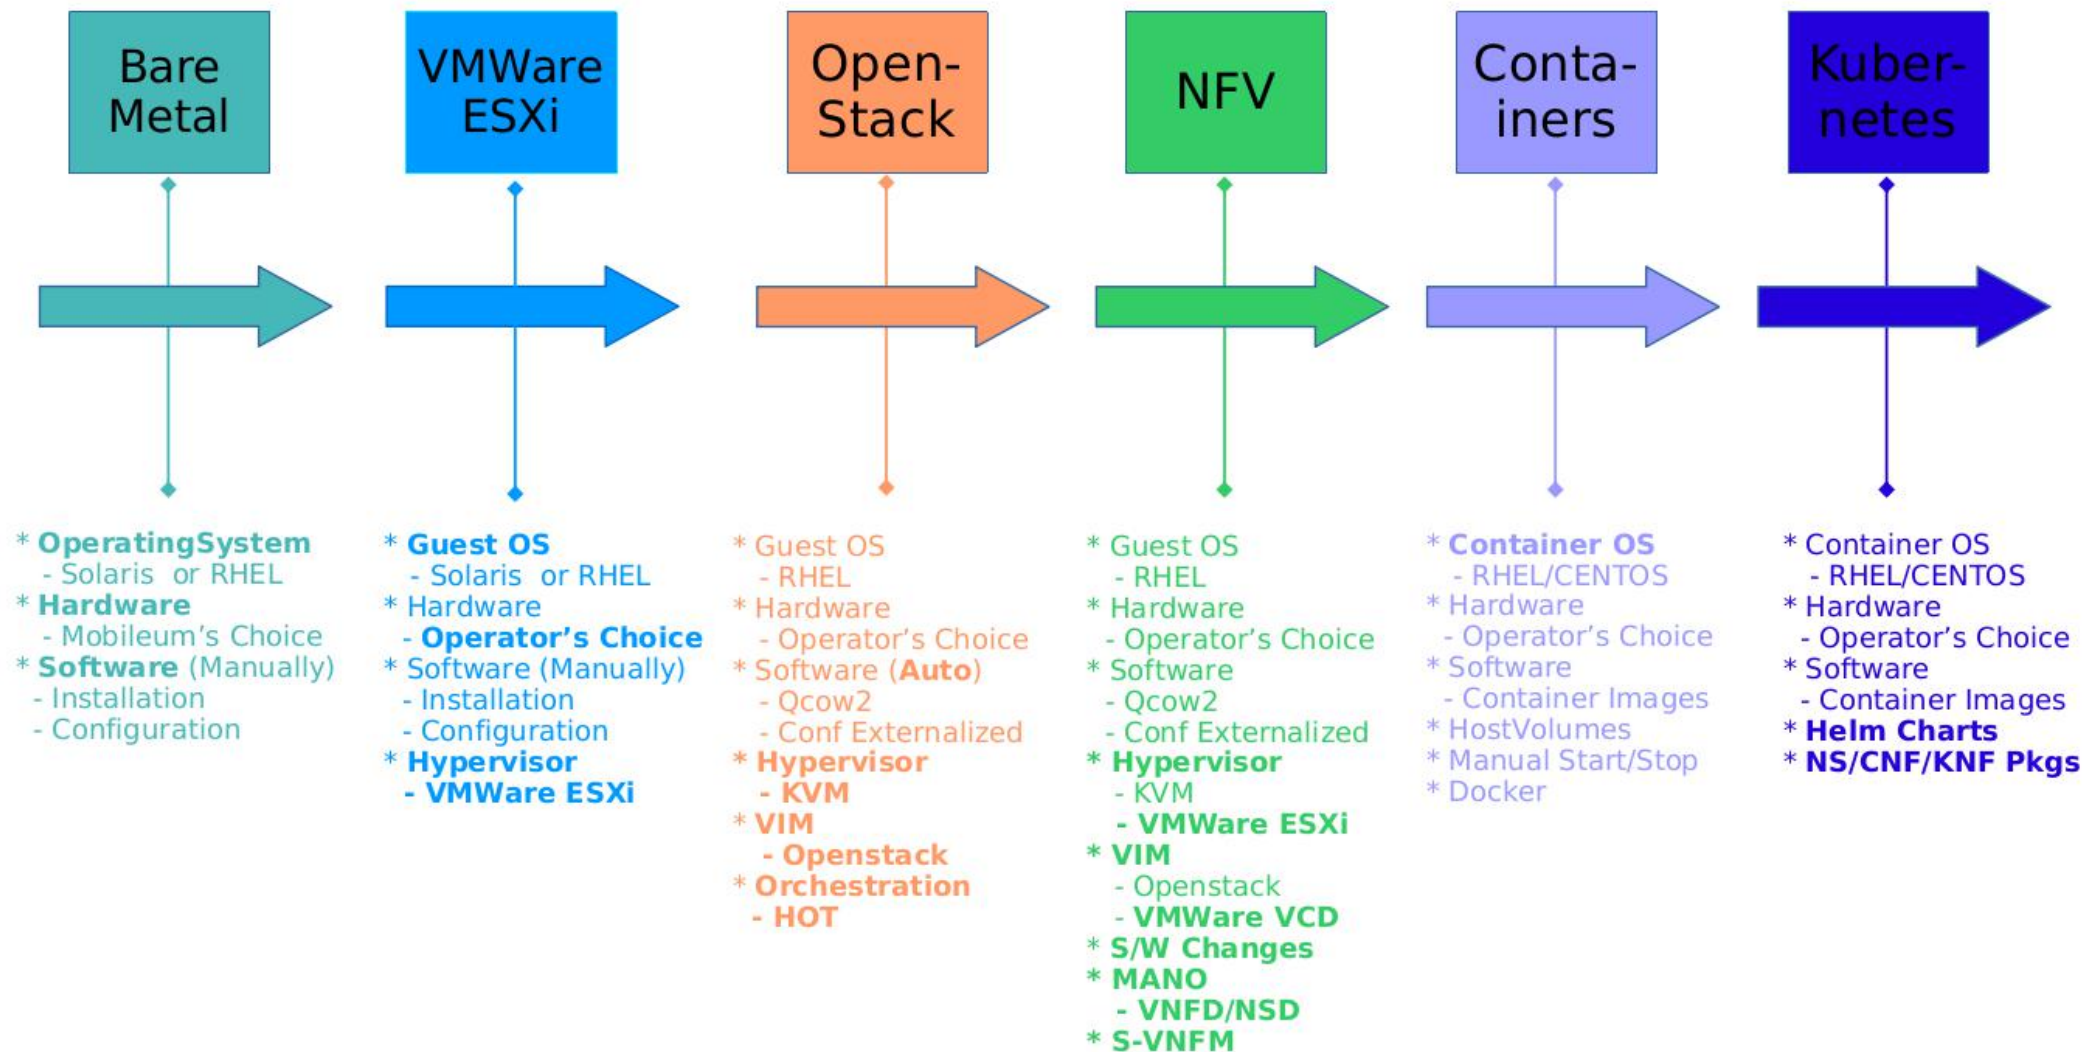 Bare
Metal
VMWare
ESXi
Open-
Stack
NFV
Conta-
iners
Kuber-
netes
* OperatingSystem
- Solaris or RHEL
* Hardware
- Mobileum's Choice
* Software (Manually)
- Installation
- Configuration
* Guest OS
- Solaris or RHEL
* Hardware
- Operator's Choice
* Software (Manually)
- Installation
- Configuration
* Hypervisor
- VMWare ESXi
* Guest OS
- RHEL
* Hardware
- Operator's Choice
* Software (Auto)
- Qcow2
- Conf Externalized
* Hypervisor
- KVM
* VIM
- Openstack
* Orchestration
- HOT
* Guest OS
- RHEL
* Hardware
- Operator's Choice
* Software
- Qcow2
- Conf Externalized
* Hypervisor
- KVM
- VMWare ESXi
* VIM
- Openstack
- VMWare VCD
* S/W Changes
* MANO
- VNFD/NSD
* S-VNFM
* Container OS
- RHEL/CENTOS
* Hardware
- Operator's Choice
* Software
- Container Images
* HostVolumes
* Manual Start/Stop
* Docker
* Container OS
- RHEL/CENTOS
* Hardware
- Operator's Choice
* Software
- Container Images
* Helm Charts
* NS/CNF/KNF Pkgs